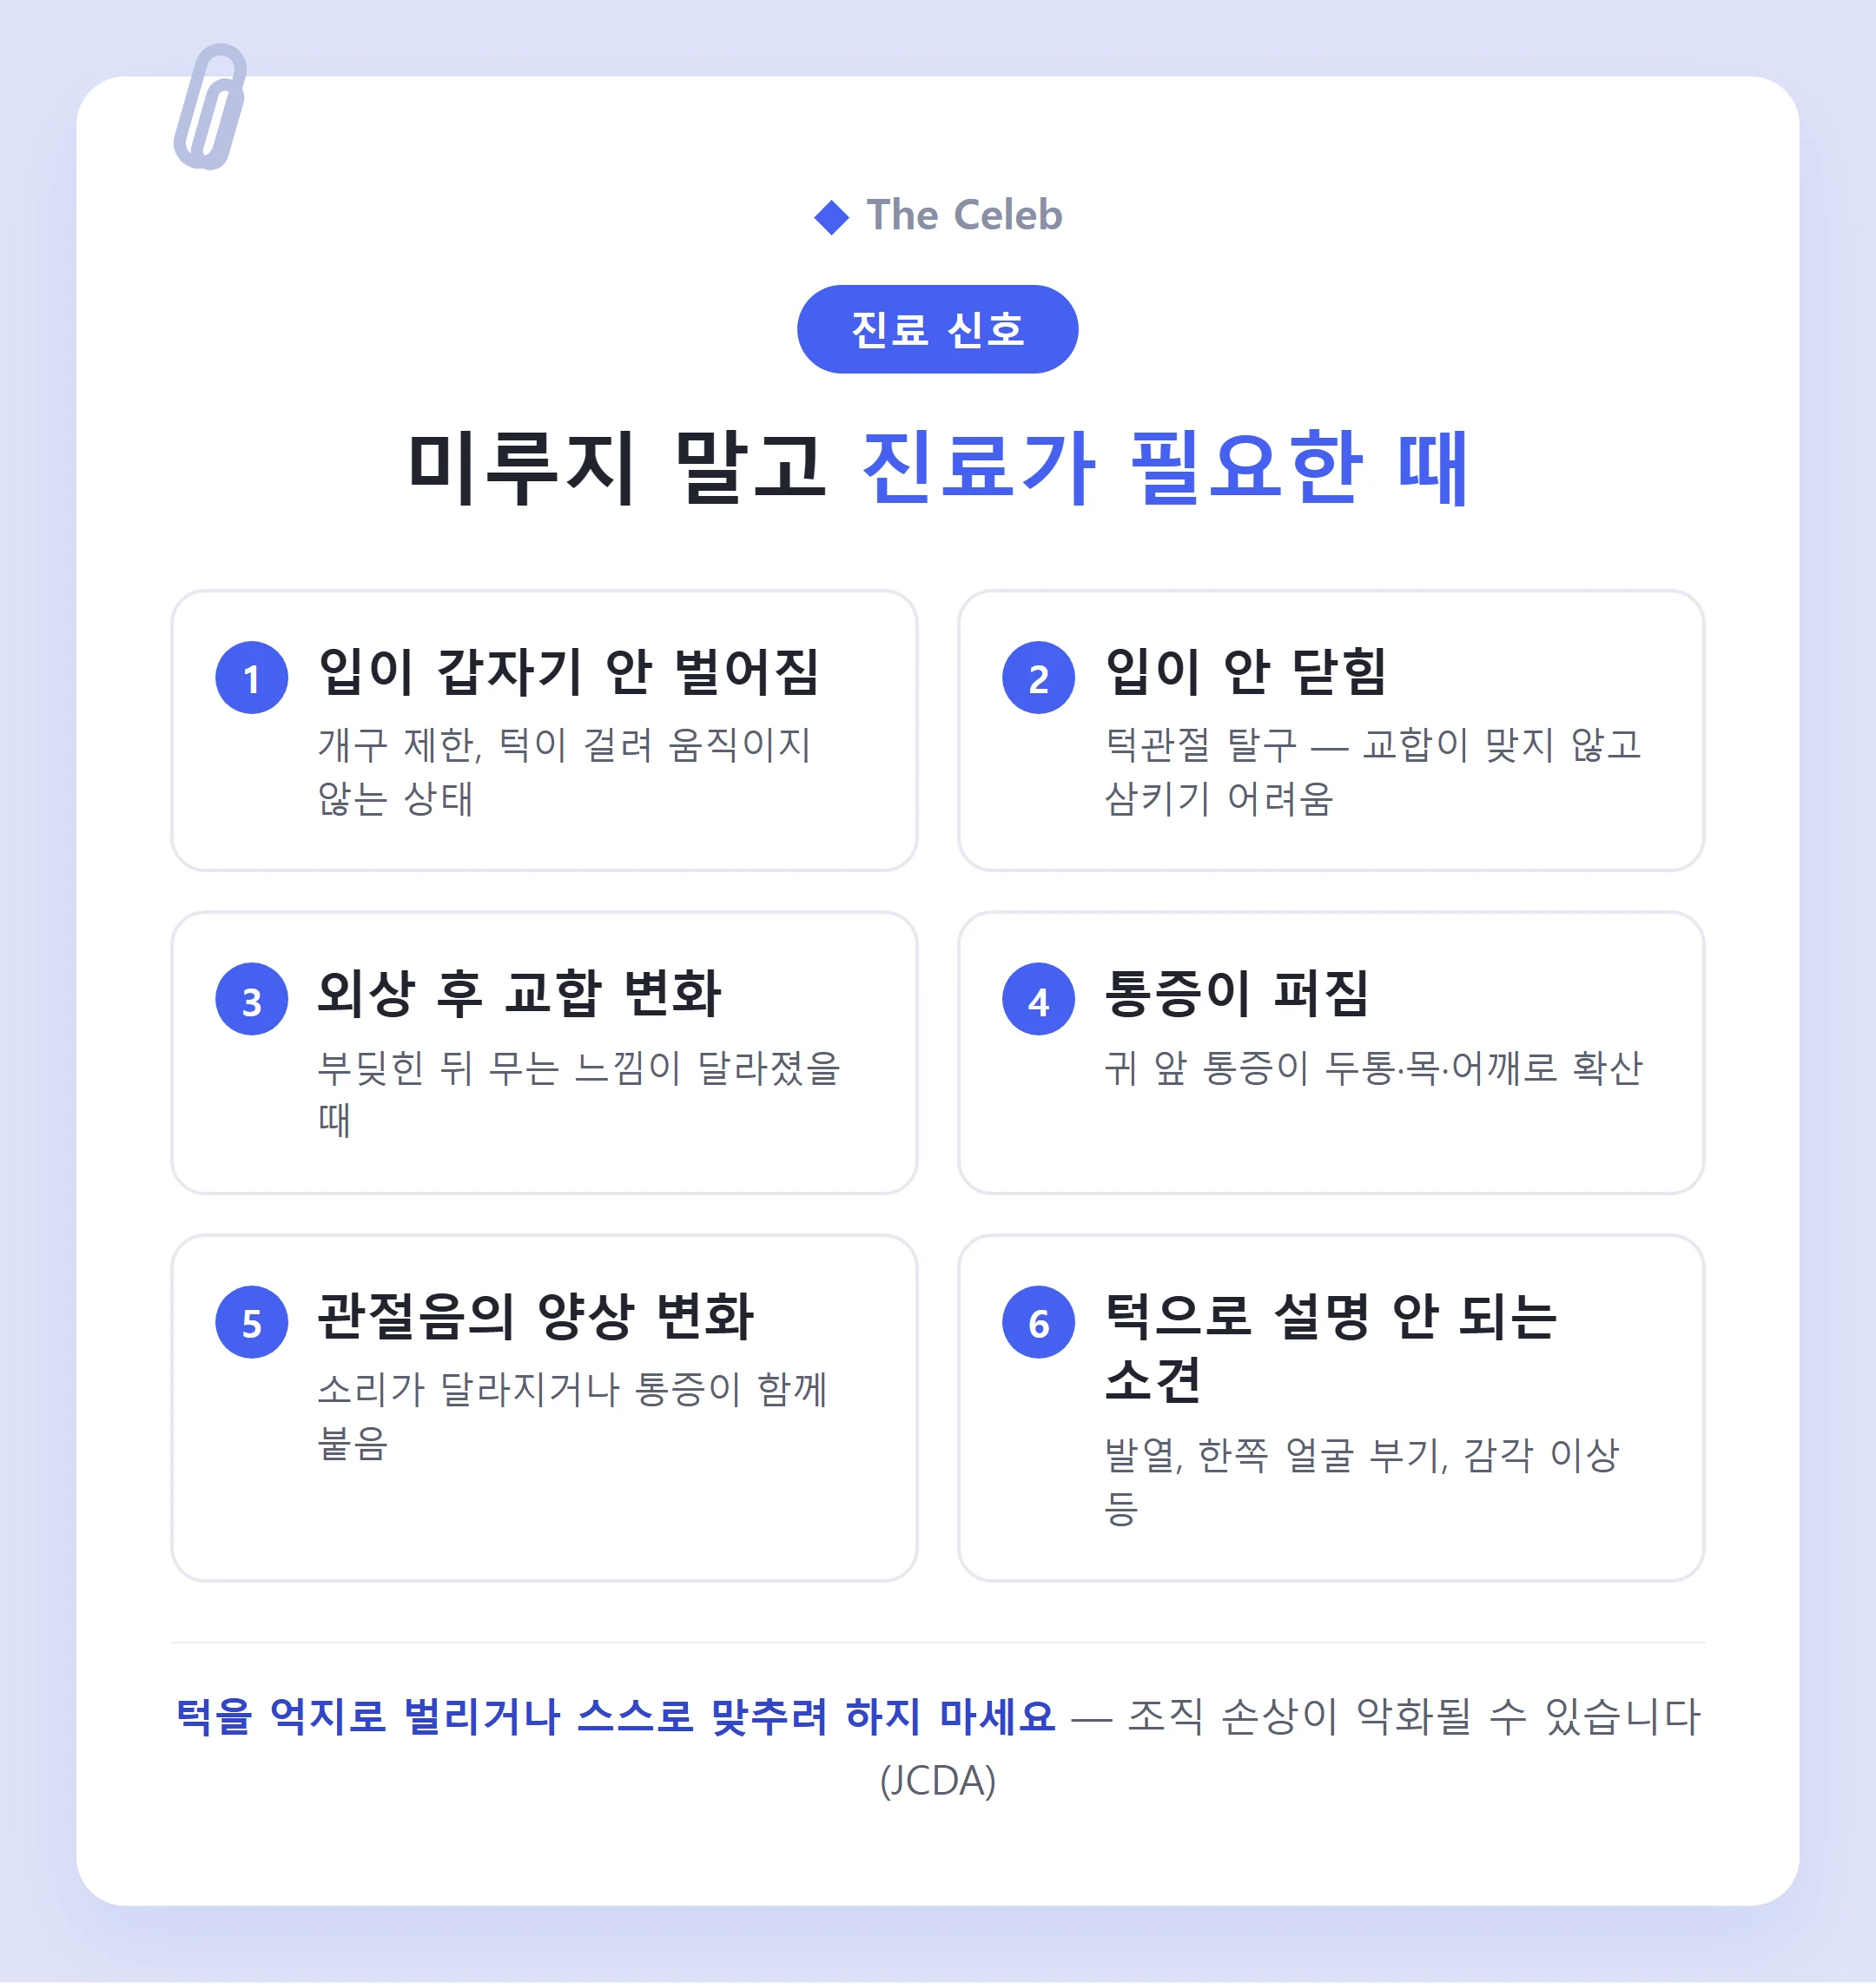 The Celeb
진료 신호
미루지 말고 진료가 필요한 때
1
입이 갑자기 안 벌어짐
개구 제한, 턱이 걸려 움직이지
않는 상태
2
입이 안 닫힘
턱관절 탈구 — 교합이 맞지 않고
삼키기 어려움
3
외상 후 교합 변화
부딪힌 뒤 무는 느낌이 달라졌을
때
4
통증이 퍼짐
귀 앞 통증이 두통·목·어깨로 확산
5
관절음의 양상 변화
소리가 달라지거나 통증이 함께
붙음
6
턱으로 설명 안 되는
소견
발열, 한쪽 얼굴 부기, 감각 이상
등
턱을 억지로 벌리거나 스스로 맞추려 하지 마세요 — 조직 손상이 악화될 수 있습니다
(JCDA)